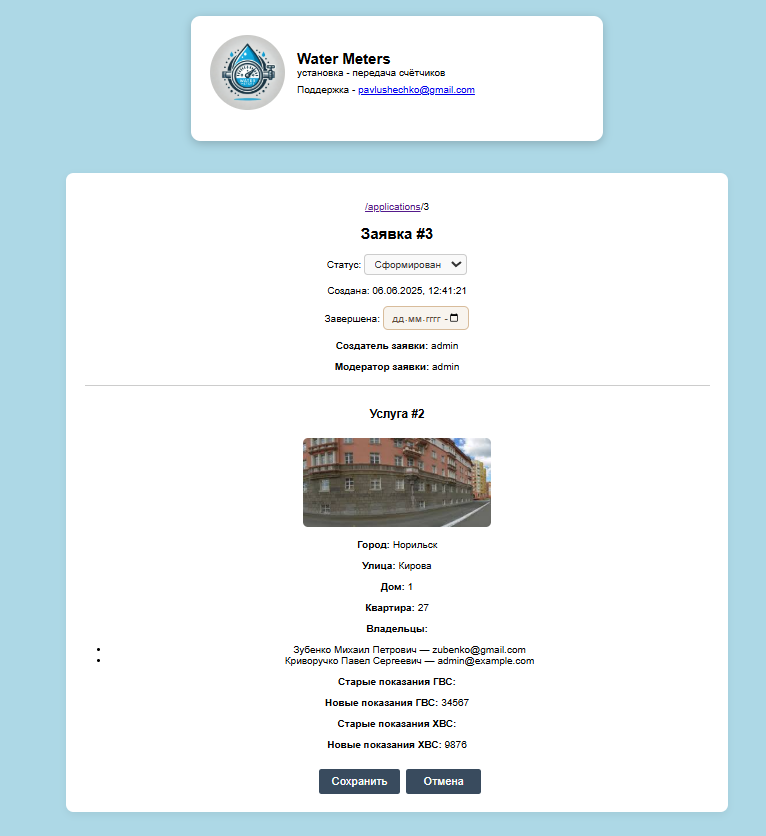 Water Meters
установка - передача счётчиков
Поддержка - pavlushechko@gmail.com
/applications/3
Заявка #3
Статус: Сформирован
Создана: 06.06.2025, 12:41:21
Завершена: дд.мм.гггг -
Создатель заявки: admin
Модератор заявки: admin
Услуга #2
Город: Норильск
Улица: Кирова
Дом: 1
Квартира: 27
Владельцы:
Зубенко Михаил Петрович — zubenko@gmail.com
Криворучко Павел Сергеевич — admin@example.com
Старые показания ГВС:
Новые показания ГВС: 34567
Старые показания ХВС:
Новые показания ХВС: 9876
Сохранить Отмена